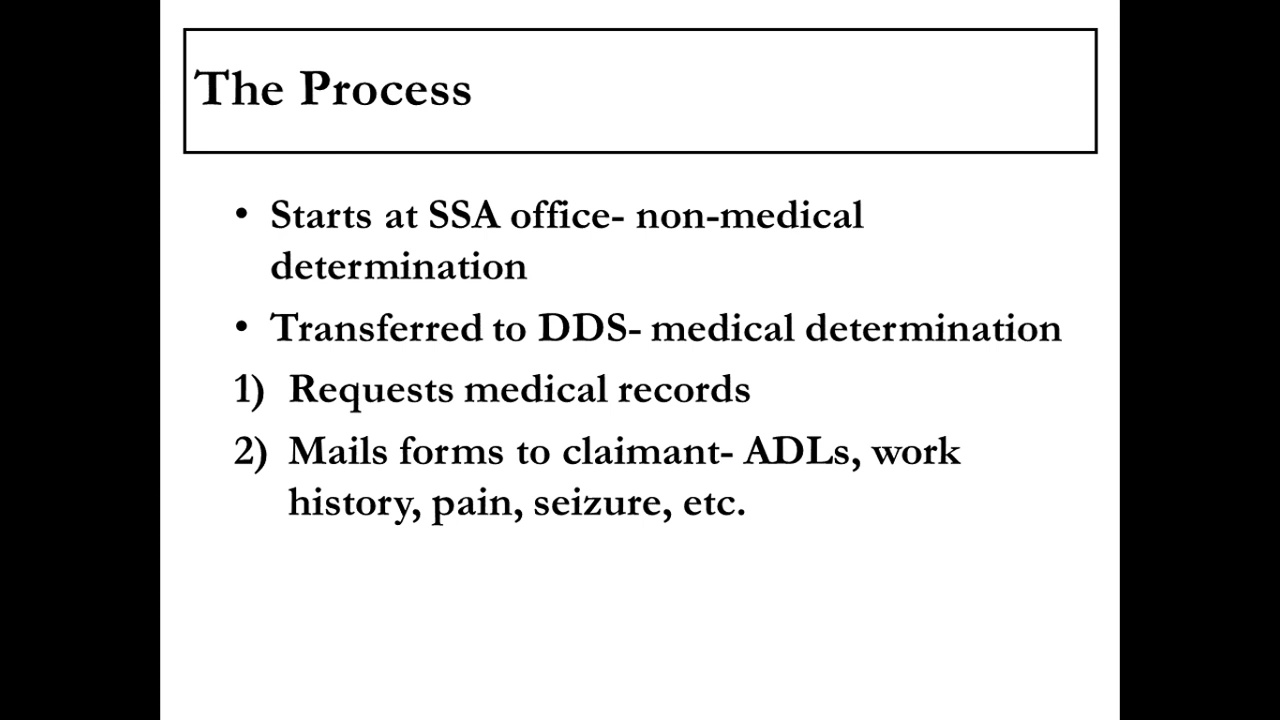 The Process
• Starts at SSA office- non-medical
determination
• Transferred to DDS- medical determination
1) Requests medical records
2) Mails forms to claimant- ADLs, work
history, pain, seizure, etc.